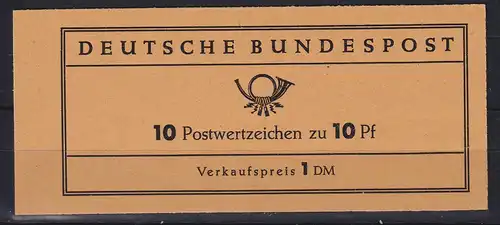 DEUTSCHE BUNDESPOST
10 Postwertzeichen zu 10 Pf
Verkaufspreis 1 DM